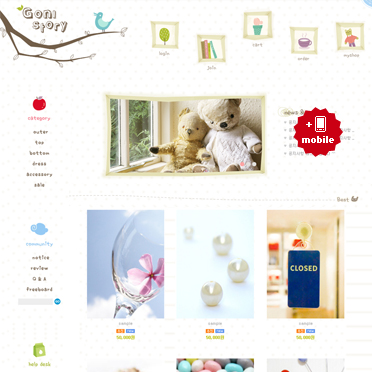 Goni
story
login
join
cart
order
mypage
category
outer
top
bottom
dress
Accessory
sale
news
+
mobile
Best
CLOSED
community
notice
review
Q & A
Freeboard
sample
sample
sample
50,000원
50,000원
50,000원
help desk